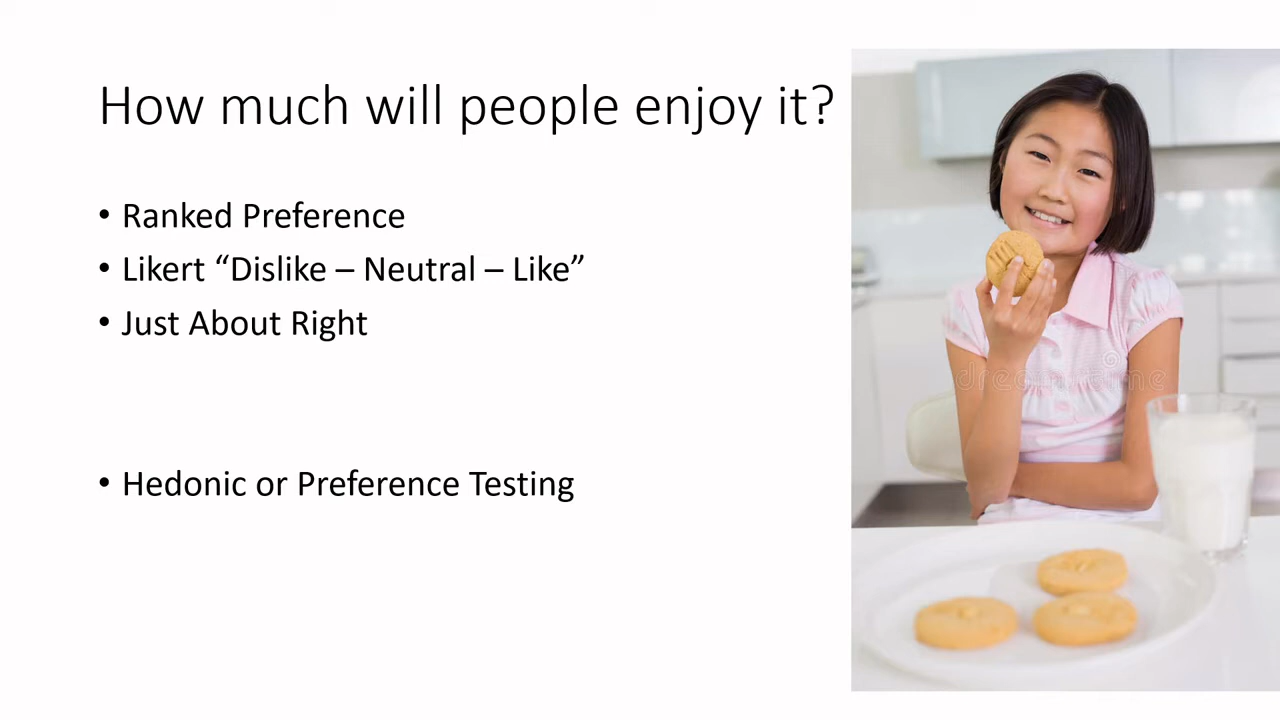 How much will people enjoy it?
• Ranked Preference
• Likert “Dislike – Neutral – Like”
• Just About Right
• Hedonic or Preference Testing
dreamstime